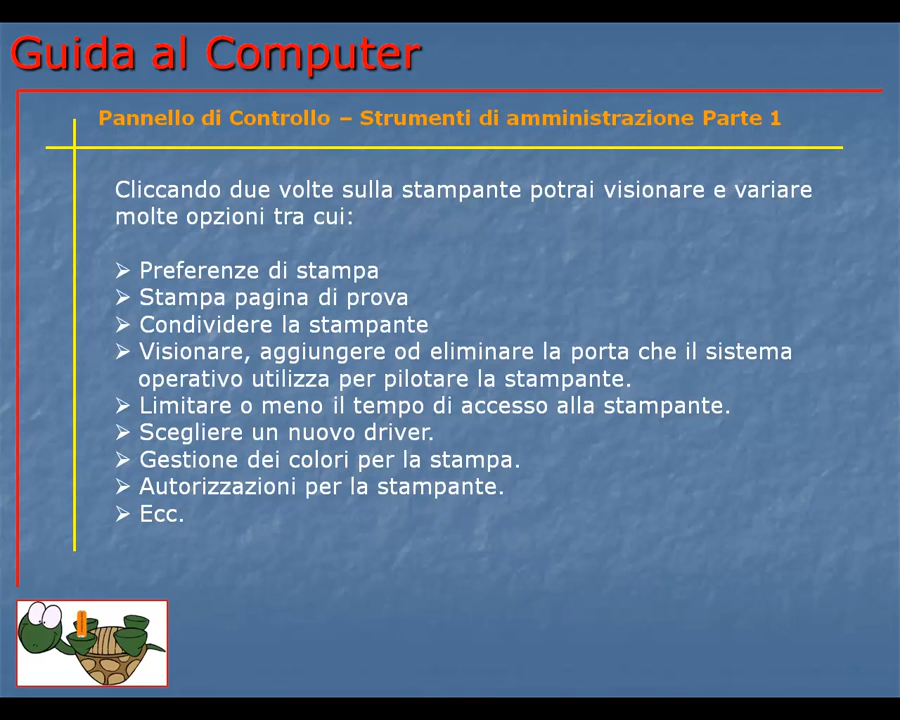 Guida al Computer
Pannello di Controllo – Strumenti di amministrazione Parte 1
Cliccando due volte sulla stampante potrai visionare e variare
molte opzioni tra cui:
➢ Preferenze di stampa
➢ Stampa pagina di prova
➢ Condividere la stampante
➢ Visionare, aggiungere od eliminare la porta che il sistema
operativo utilizza per pilotare la stampante.
➢ Limitare o meno il tempo di accesso alla stampante.
➢ Scegliere un nuovo driver.
➢ Gestione dei colori per la stampa.
➢ Autorizzazioni per la stampante.
➢ Ecc.